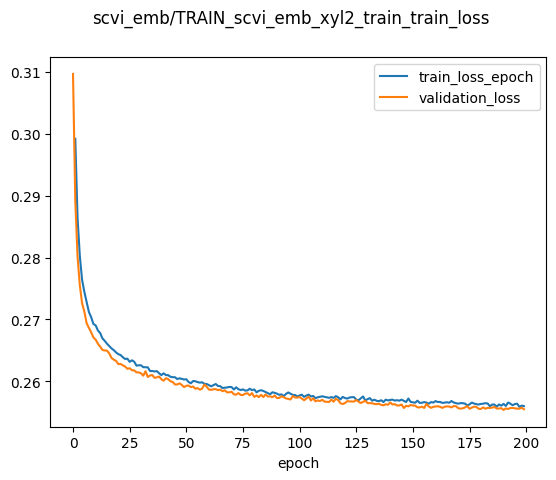 scvi_emb/TRAIN_scvi_emb_xyl2_train_train_loss
train_loss_epoch
validation_loss
0.31
0.30
0.29
0.28
0.27
0.26
0 25 50 75 100 125 150 175 200
epoch